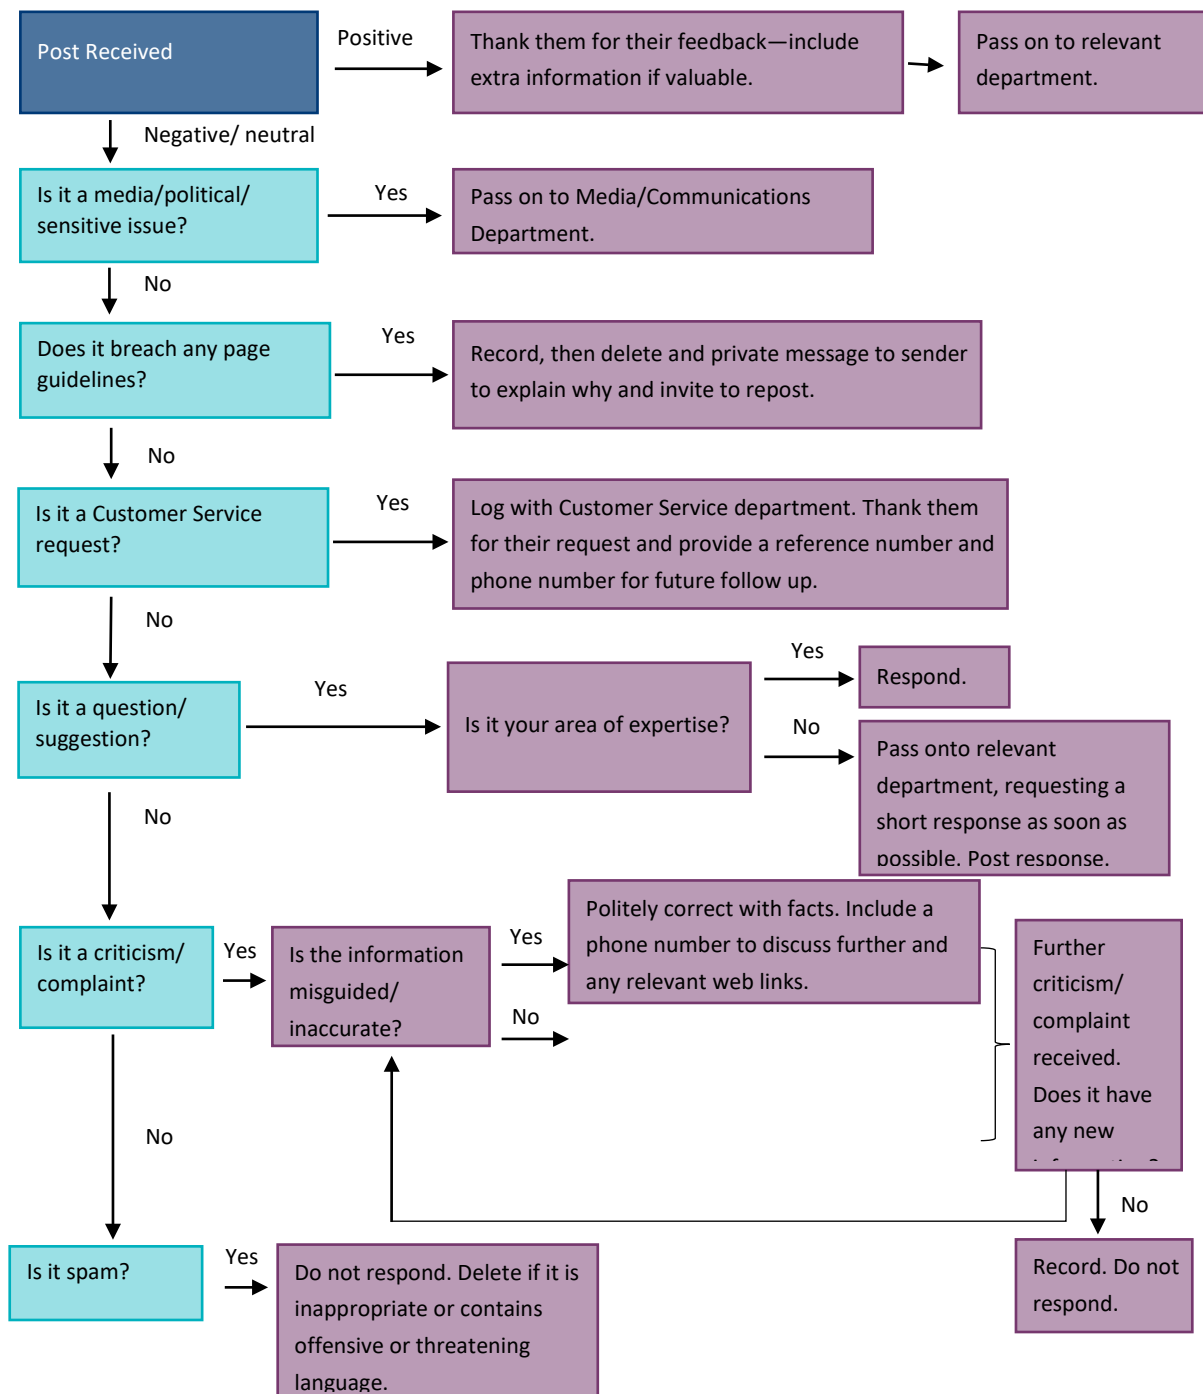 Post Received
Positive
Thank them for their feedback—include
extra information if valuable.
Pass on to relevant
department.
Negative/ neutral
Is it a media/political/
sensitive issue?
Yes
Pass on to Media/Communications
Department.
No
Does it breach any page
guidelines?
Yes
Record, then delete and private message to sender
to explain why and invite to repost.
No
Is it a Customer Service
request?
Yes
Log with Customer Service department. Thank them
for their request and provide a reference number and
phone number for future follow up.
No
Is it a question/
suggestion?
Yes
Is it your area of expertise?
Yes
Respond.
No
Pass onto relevant
department, requesting a
short response as soon as
possible. Post response.
No
Is it a criticism/
complaint?
Yes
Is the information
misguided/
inaccurate?
Yes
Politely correct with facts. Include a
phone number to discuss further and
any relevant web links.
No
Further
criticism/
complaint
received.
Does it have
any new
No
Record. Do not
respond.
No
Is it spam?
Yes
Do not respond. Delete if it is
inappropriate or contains
offensive or threatening
language.